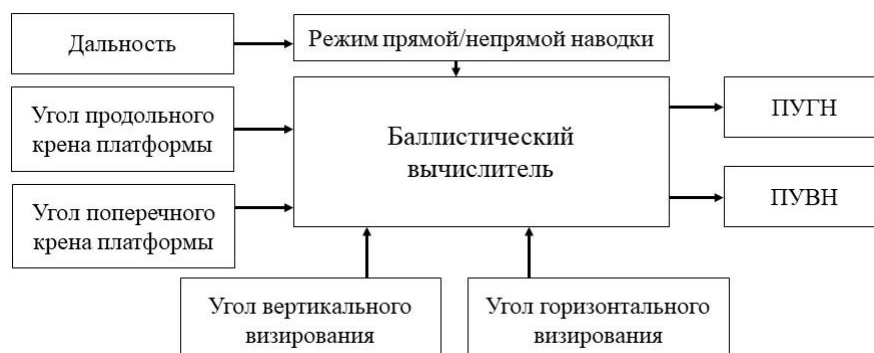 Дальность
Режим прямой/непрямой наводки
Угол продольного
крена платформы
Баллистический
вычислитель
ПУГН
ПУВН
Угол поперечного
крена платформы
Угол вертикального
визирования
Угол горизонтального
визирования